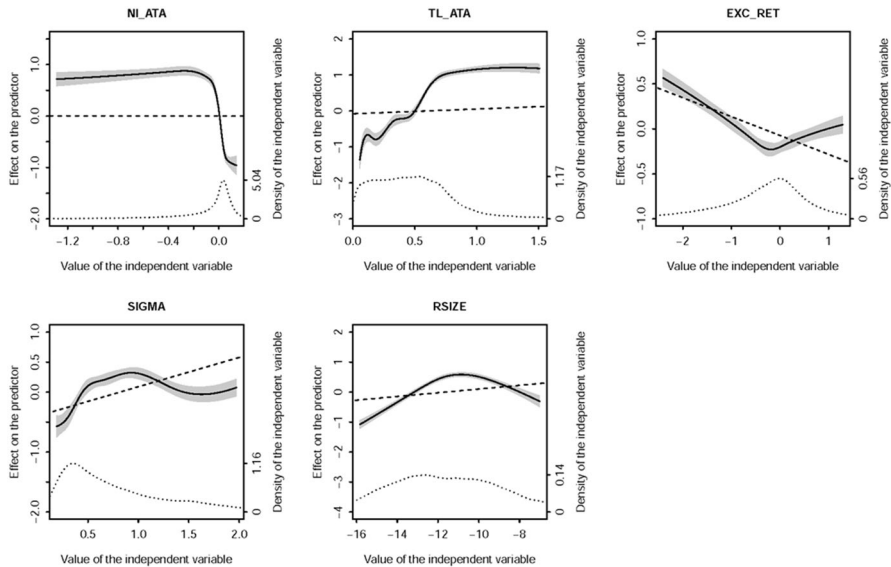 NI_ATA
Effect on the predictor
1.0
0.0
−1.0
−2.0
5.04
0
Density of the independent variable
−1.2
−0.8
−0.4
0.0
Value of the independent variable
TL_ATA
Effect on the predictor
2
1
0
−1
−2
−3
1.17
0
Density of the independent variable
0.0
0.5
1.0
1.5
Value of the independent variable
EXC_RET
Effect on the predictor
1.0
0.5
0.0
−1.0
0.56
0
Density of the independent variable
−2
−1
0
1
Value of the independent variable
SIGMA
Effect on the predictor
1.0
0.5
0.0
−1.0
−2.0
1.16
0
Density of the independent variable
0.5
1.0
1.5
2.0
Value of the independent variable
RSIZE
Effect on the predictor
2
1
0
−1
−2
−3
−4
0.14
0
Density of the independent variable
−16
−14
−12
−10
−8
Value of the independent variable